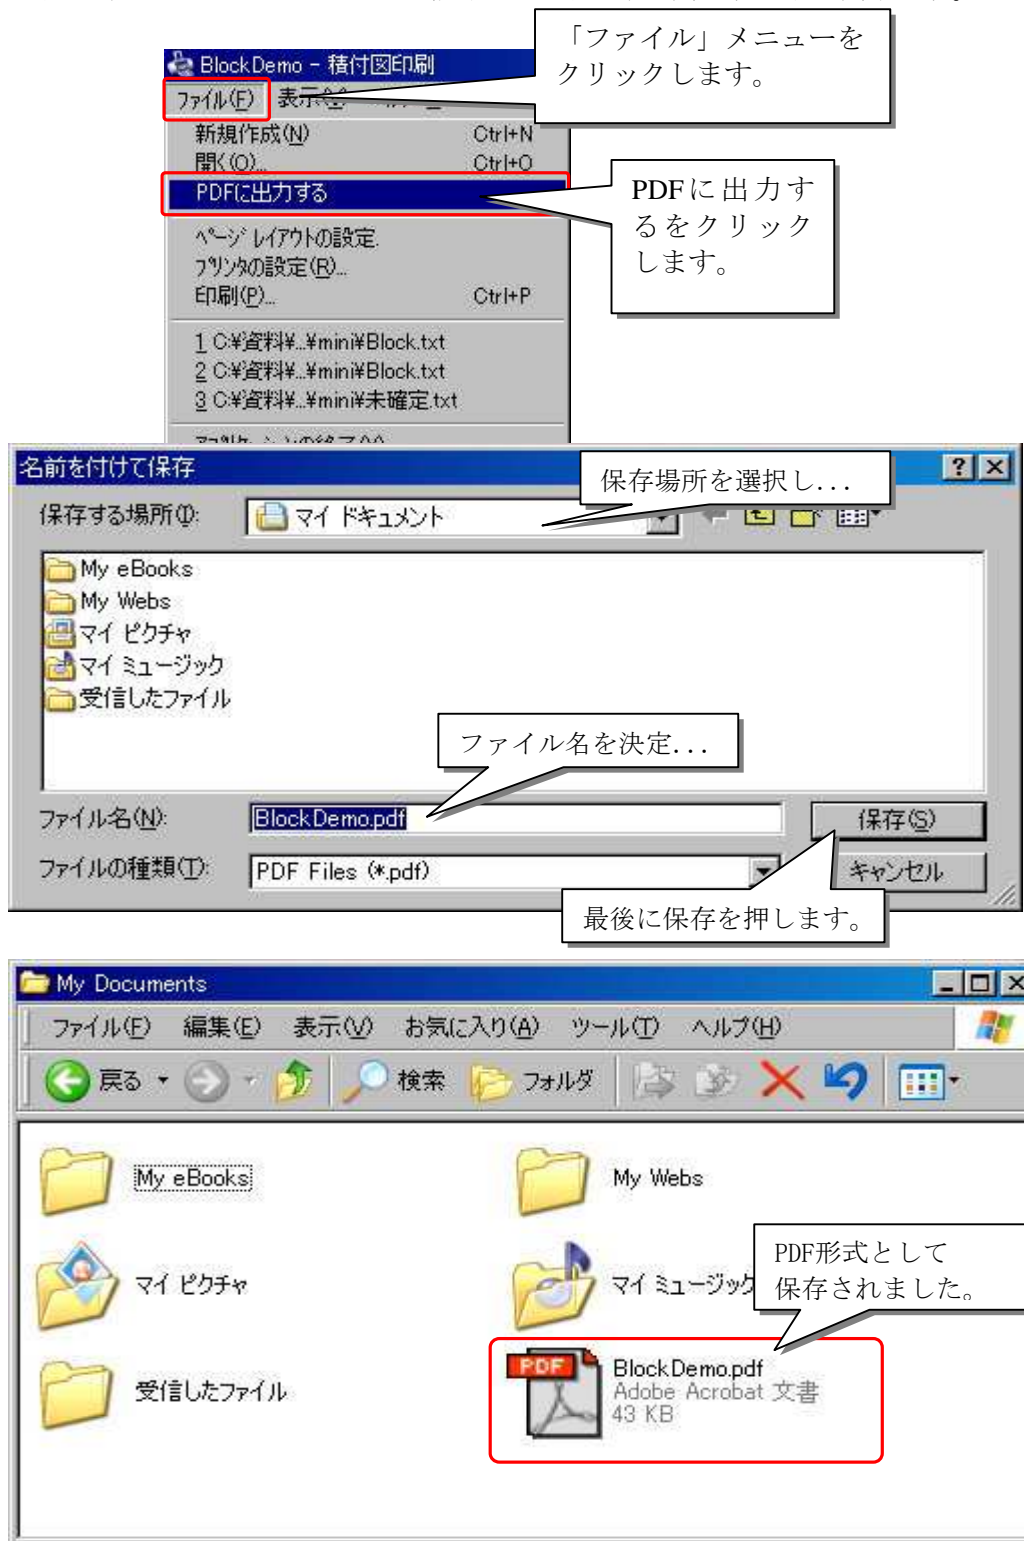 「ファイル」メニューを
クリックします。
BlockDemo - 積付図印刷
ファイル(F) 表示(V)
新規作成(N) Ctrl+N
開く(O)... Ctrl+O
PDFに出力する
PDFに出力す
るをクリック
します。
ページレイアウトの設定.
プリンタの設定(R)...
印刷(P)... Ctrl+P
1 C:¥資料¥...¥mini¥Block.txt
2 C:¥資料¥...¥mini¥Block.txt
3 C:¥資料¥...¥mini¥未確定.txt
アプリケーションの終了(X)
名前を付けて保存
保存場所を選択し...
保存する場所(I): マイ ドキュメント
My eBooks
My Webs
マイ ピクチャ
マイ ミュージック
受信したファイル
ファイル名を決定...
ファイル名(N): BlockDemo.pdf 保存(S)
ファイルの種類(T): PDF Files (*.pdf) キャンセル
最後に保存を押します。
My Documents
ファイル(F) 編集(E) 表示(V) お気に入り(A) ツール(T) ヘルプ(H)
戻る 検索 フォルダ
My eBooks My Webs
PDF形式として
保存されました。
マイ ピクチャ マイ ミュージック
PDF
BlockDemo.pdf
受信したファイル Adobe Acrobat 文書
43 KB